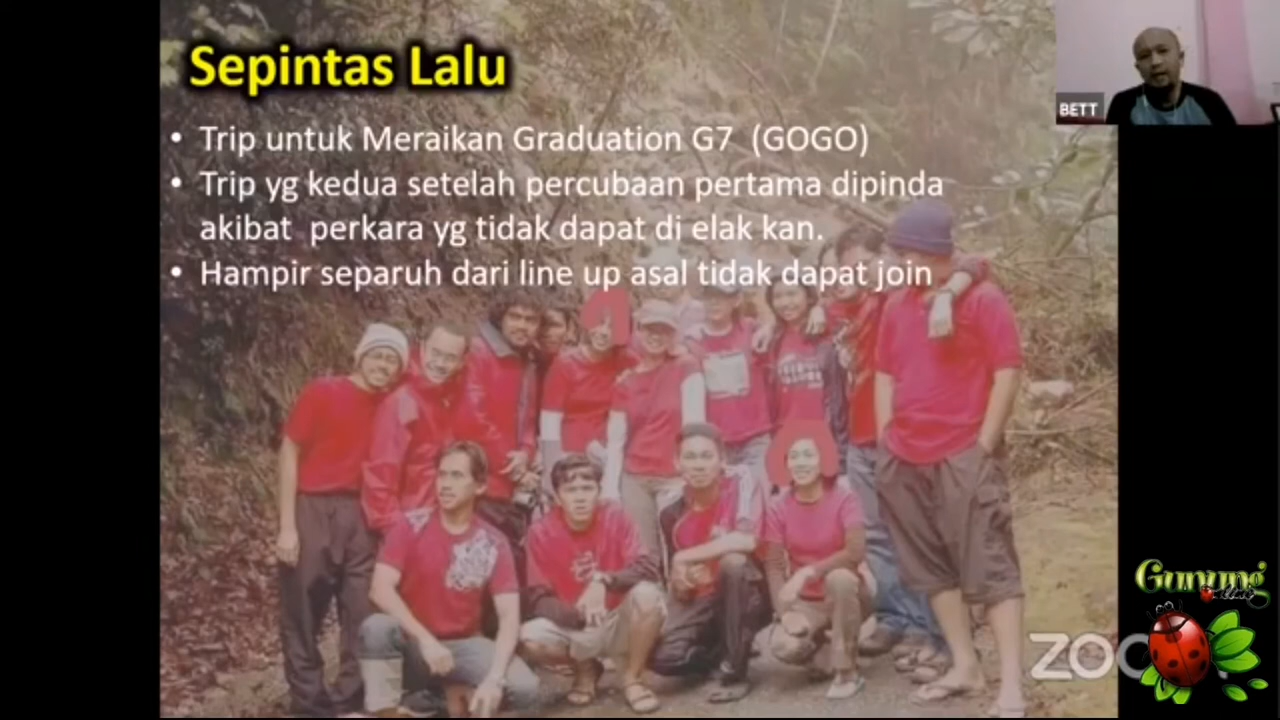 Sepintas Lalu
BETT
• Trip untuk Meraikan Graduation G7 (GOGO)
• Trip yg kedua setelah percubaan pertama dipinda
akibat perkara yg tidak dapat di elak kan.
• Hampir separuh dari line up asal tidak dapat join
Gunung